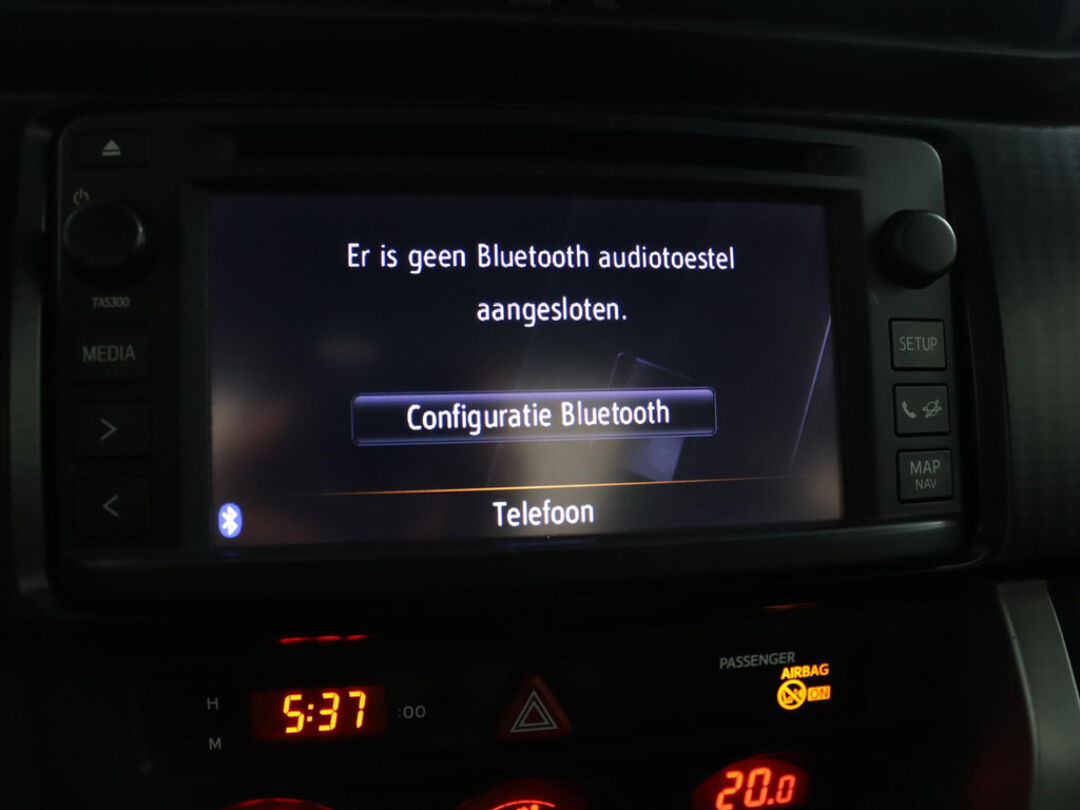 TAS300
MEDIA
Er is geen Bluetooth audiotoestel
aangesloten.
Configuratie Bluetooth
Telefoon
SETUP
MAP
NAV
H
M
5:37
:00
PASSENGER
AIRBAG
ON
20.0